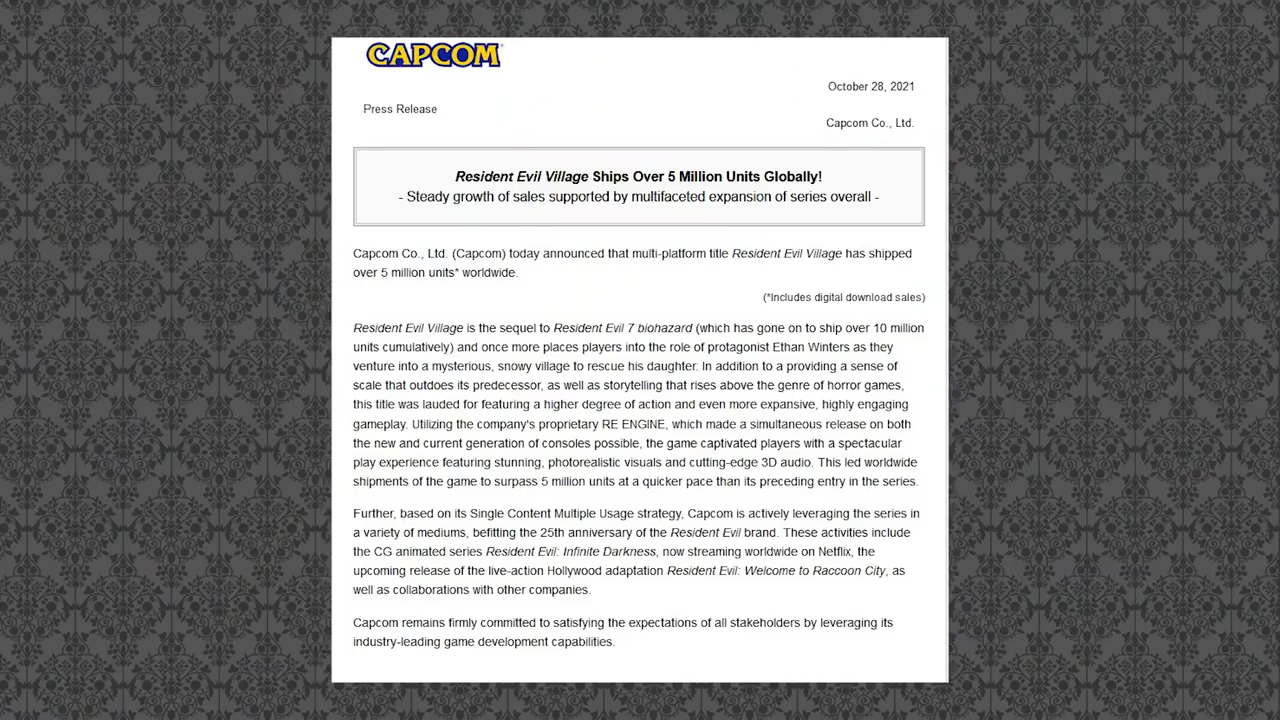 CAPCOM
October 28, 2021
Press Release
Capcom Co., Ltd.
Resident Evil Village Ships Over 5 Million Units Globally!
- Steady growth of sales supported by multifaceted expansion of series overall -
Capcom Co., Ltd. (Capcom) today announced that multi-platform title Resident Evil Village has shipped
over 5 million units* worldwide.
(*Includes digital download sales)
Resident Evil Village is the sequel to Resident Evil 7 biohazard (which has gone on to ship over 10 million
units cumulatively) and once more places players into the role of protagonist Ethan Winters as they
venture into a mysterious, snowy village to rescue his daughter. In addition to a providing a sense of
scale that outdoes its predecessor, as well as storytelling that rises above the genre of horror games,
this title was lauded for featuring a higher degree of action and even more expansive, highly engaging
gameplay. Utilizing the company's proprietary RE ENGINE, which made a simultaneous release on both
the new and current generation of consoles possible, the game captivated players with a spectacular
play experience featuring stunning, photorealistic visuals and cutting-edge 3D audio. This led worldwide
shipments of the game to surpass 5 million units at a quicker pace than its preceding entry in the series.
Further, based on its Single Content Multiple Usage strategy, Capcom is actively leveraging the series in
a variety of mediums, befitting the 25th anniversary of the Resident Evil brand. These activities include
the CG animated series Resident Evil: Infinite Darkness, now streaming worldwide on Netflix, the
upcoming release of the live-action Hollywood adaptation Resident Evil: Welcome to Raccoon City, as
well as collaborations with other companies.
Capcom remains firmly committed to satisfying the expectations of all stakeholders by leveraging its
industry-leading game development capabilities.